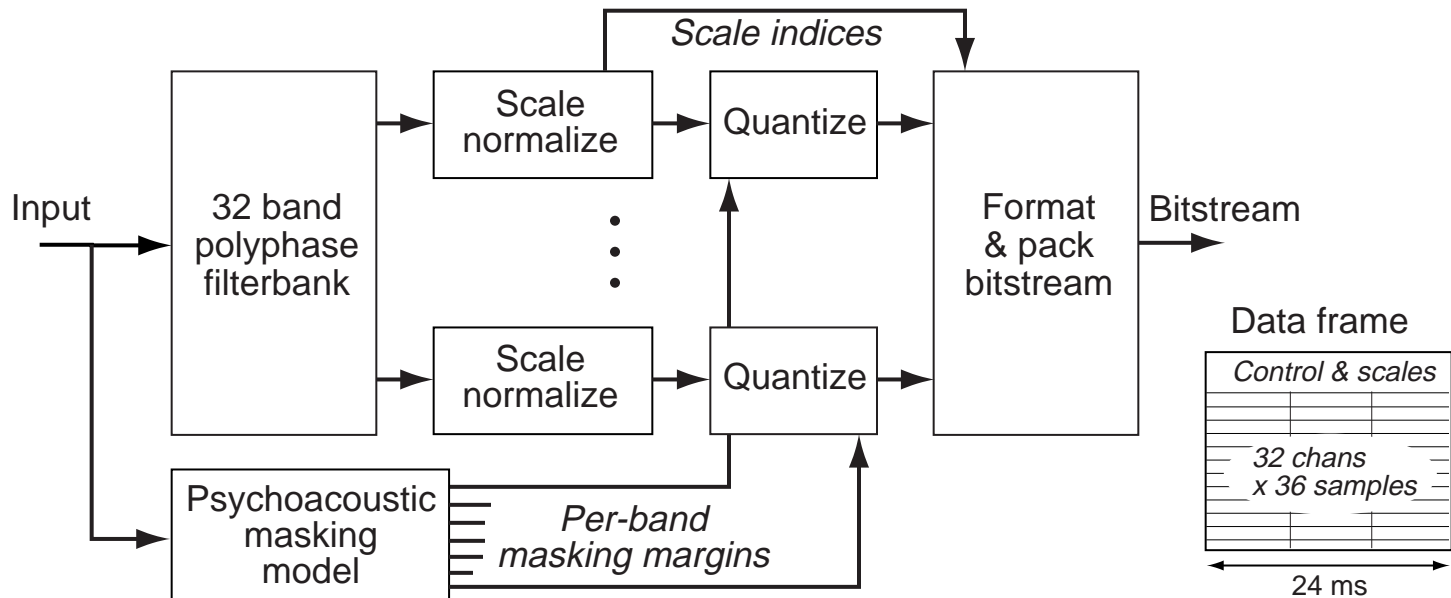 Scale indices
Scale
normalize
Quantize
Input
32 band
polyphase
filterbank
Format
& pack
bitstream
Bitstream
Scale
normalize
Quantize
Data frame
Control & scales
32 chans
x 36 samples
24 ms
Psychoacoustic
masking
model
Per-band
masking margins